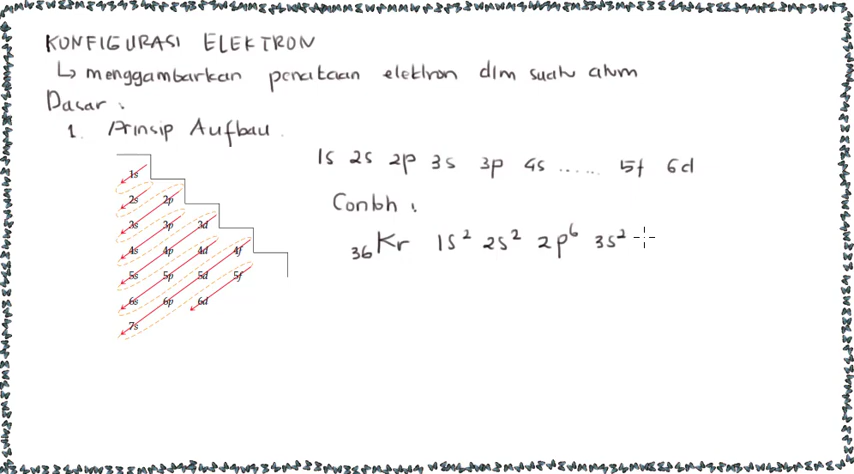 KONFIGURASI ELEKTRON
↳ menggambarkan penataan elektron dlm suatu atom
Dasar :
1. Prinsip Aufbau.
1s 2s 2p 3s 3p 4s ...... 5f 6d
Contoh :
₃₆Kr 1s² 2s² 2p⁶ 3s²
1s
2s 2p
3s 3p 3d
4s 4p 4d 4f
5s 5p 5d 5f
6s 6p 6d
7s